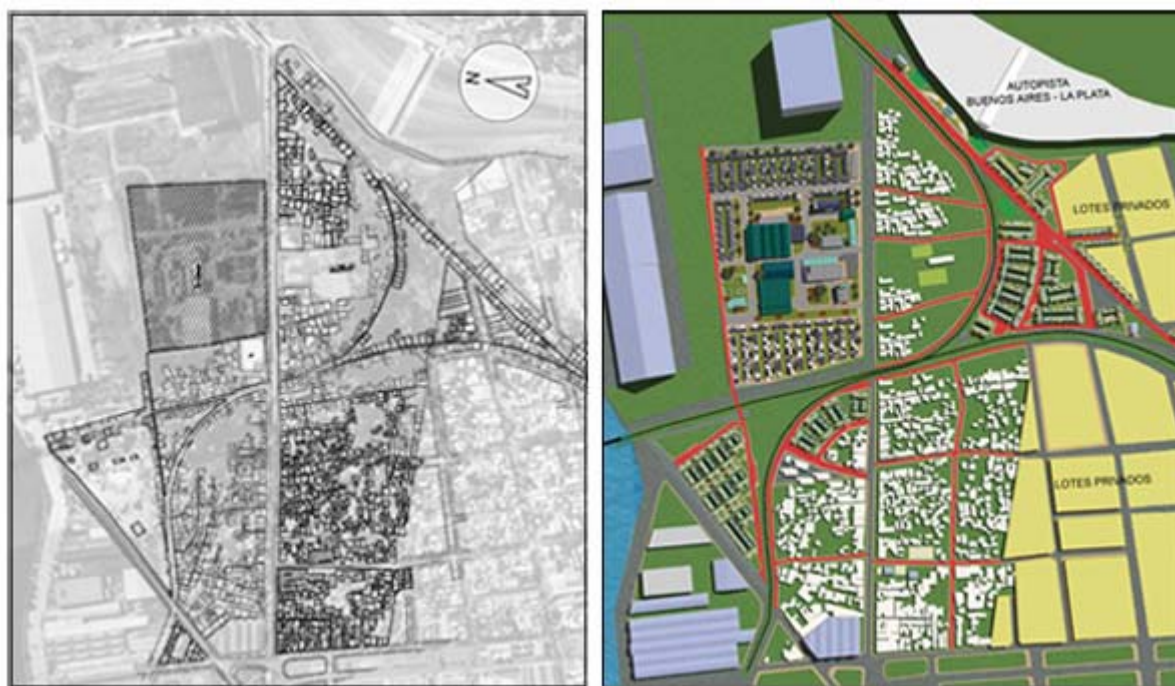 N
AUTOPISTA
BUENOS AIRES - LA PLATA
LOTES PRIVADOS
LOTES PRIVADOS